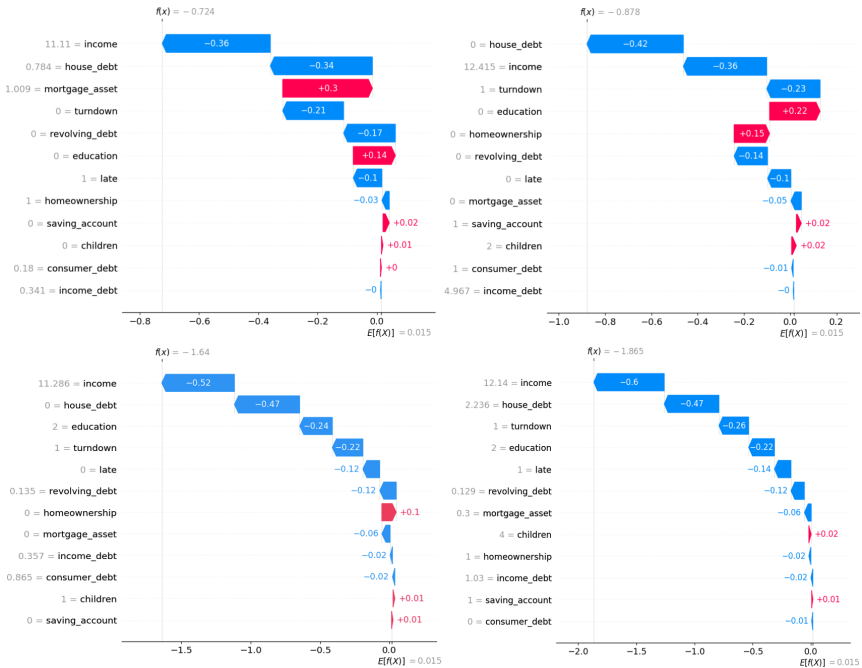 f(x) = −0.724
11.11 = income −0.36
0.784 = house_debt −0.34
1.009 = mortgage_asset +0.3
0 = turndown −0.21
0 = revolving_debt −0.17
0 = education +0.14
1 = late −0.1
1 = homeownership −0.03
0 = saving_account +0.02
0 = children +0.01
0.18 = consumer_debt +0
0.341 = income_debt −0
−0.8 −0.6 −0.4 −0.2 0.0
E[f(X)] = 0.015
f(x) = −0.878
0 = house_debt −0.42
12.415 = income −0.36
1 = turndown −0.23
0 = education +0.22
0 = homeownership +0.15
0 = revolving_debt −0.14
0 = late −0.1
0 = mortgage_asset −0.05
1 = saving_account +0.02
2 = children +0.02
1 = consumer_debt −0.01
4.967 = income_debt −0
−1.0 −0.8 −0.6 −0.4 −0.2 0.0 0.2
E[f(X)] = 0.015
f(x) = −1.64
11.286 = income −0.52
0 = house_debt −0.47
2 = education −0.24
1 = turndown −0.22
0 = late −0.12
0.135 = revolving_debt −0.12
0 = homeownership +0.1
0 = mortgage_asset −0.06
0.357 = income_debt −0.02
0.865 = consumer_debt −0.02
1 = children +0.01
0 = saving_account +0.01
−1.5 −1.0 −0.5 0.0
E[f(X)] = 0.015
f(x) = −1.865
12.14 = income −0.6
2.236 = house_debt −0.47
1 = turndown −0.26
2 = education −0.22
1 = late −0.14
0.129 = revolving_debt −0.12
0.3 = mortgage_asset −0.06
4 = children +0.02
1 = homeownership −0.02
1.03 = income_debt −0.02
1 = saving_account +0.01
0 = consumer_debt −0.01
−2.0 −1.5 −1.0 −0.5 0.0
E[f(X)] = 0.015